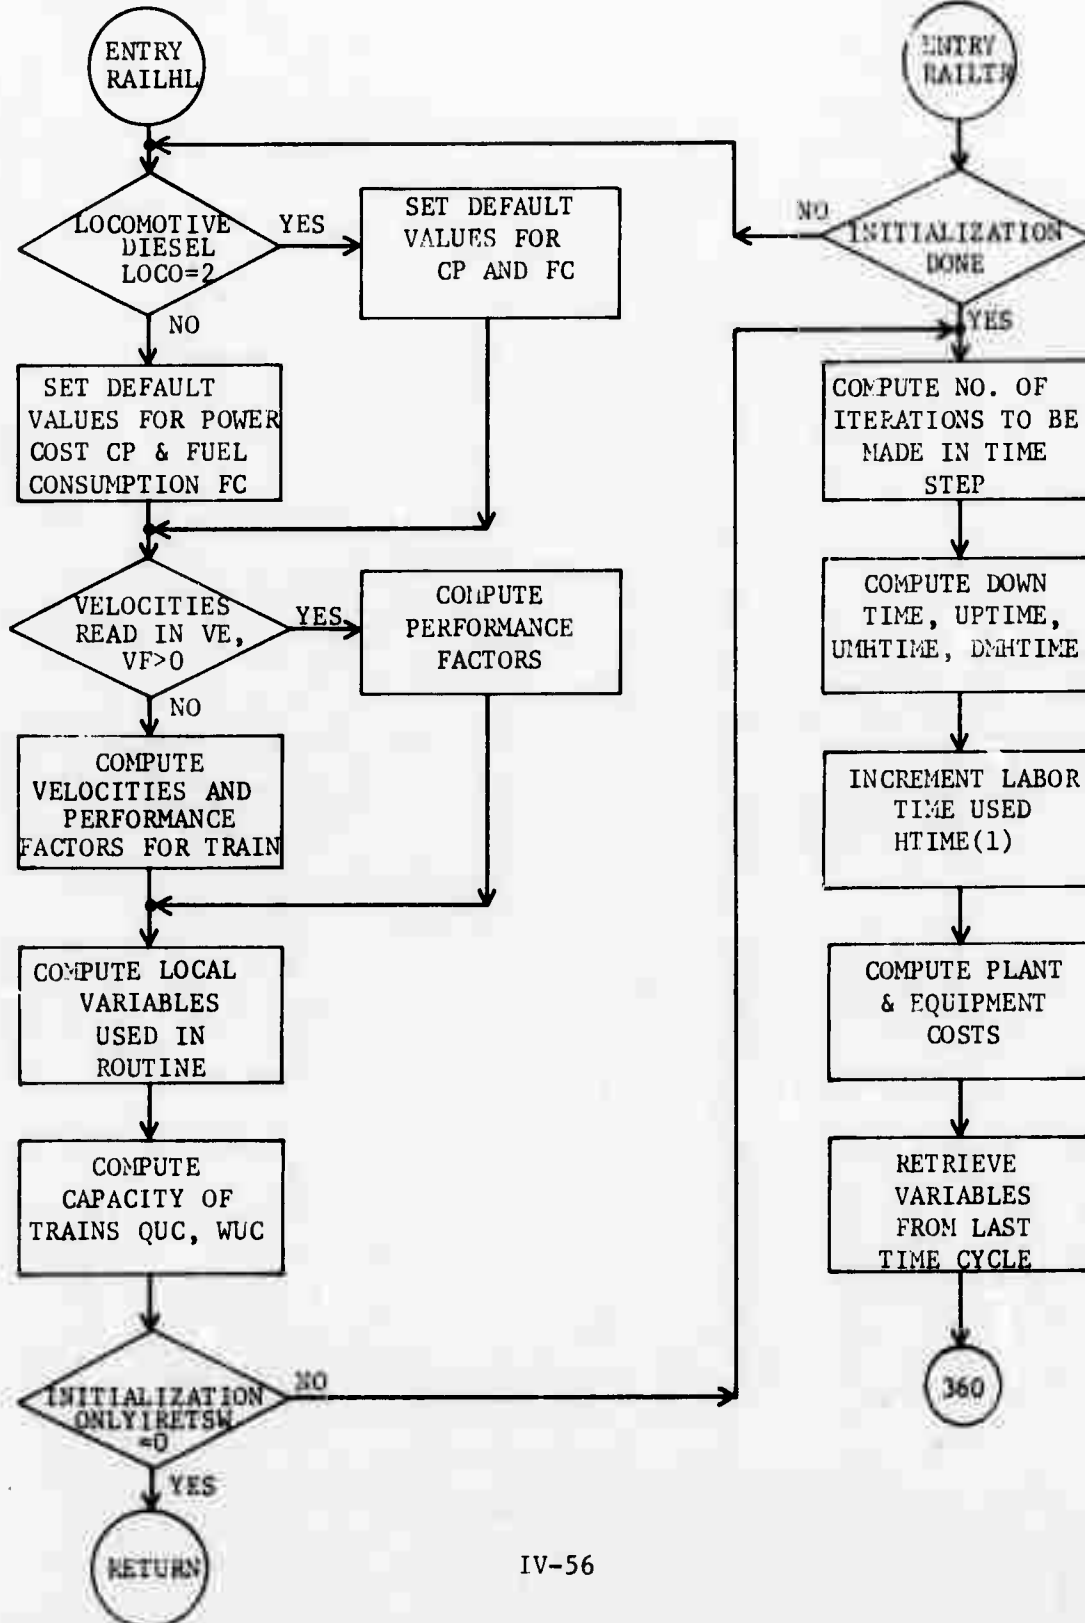 ENTRY
RAILHL
LOCOMOTIVE
DIESEL
LOCO=2
YES
SET DEFAULT
VALUES FOR
CP AND FC
NO
SET DEFAULT
VALUES FOR POWER
COST CP & FUEL
CONSUMPTION FC
VELOCITIES
READ IN VE,
VF>0
YES
COMPUTE
PERFORMANCE
FACTORS
NO
COMPUTE
VELOCITIES AND
PERFORMANCE
FACTORS FOR TRAIN
COMPUTE LOCAL
VARIABLES
USED IN
ROUTINE
COMPUTE
CAPACITY OF
TRAINS QUC, WUC
INITIALIZATION
ONLYIRETSW
=0
NO
YES
RETURN
ENTRY
RAILTR
NO
INITIALIZATION
DONE
YES
COMPUTE NO. OF
ITERATIONS TO BE
MADE IN TIME
STEP
COMPUTE DOWN
TIME, UPTIME,
UMHTIME, DMHTIME
INCREMENT LABOR
TIME USED
HTIME(1)
COMPUTE PLANT
& EQUIPMENT
COSTS
RETRIEVE
VARIABLES
FROM LAST
TIME CYCLE
360
IV-56